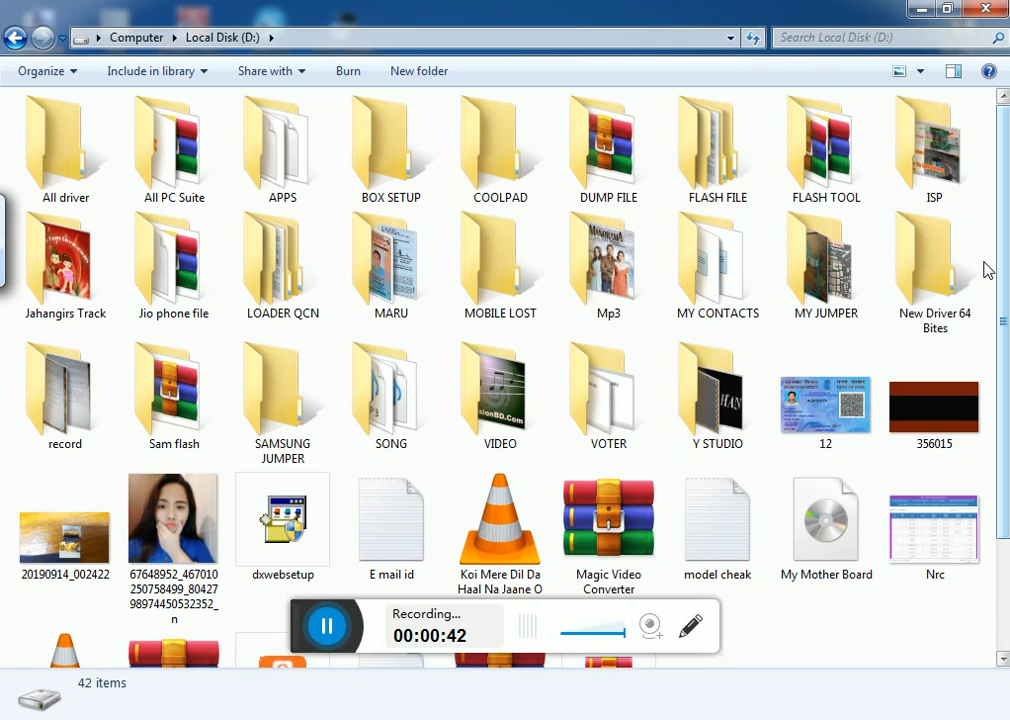 Computer
Local Disk (D:)
Search Local Disk (D:)
Organize
Include in library
Share with
Burn
New folder
All driver
All PC Suite
APPS
BOX SETUP
COOLPAD
DUMP FILE
FLASH FILE
FLASH TOOL
ISP
Jahangirs Track
Jio phone file
LOADER QCN
MARU
MOBILE LOST
MANORAMA
Mp3
MY CONTACTS
MY JUMPER
New Driver 64
Bites
record
Sam flash
SAMSUNG
JUMPER
SONG
VIDEO
VOTER
Y STUDIO
12
356015
20190914_002422
67648952_467010
250758499_80427
98974450532352_
n
dxwebsetup
E mail id
Koi Mere Dil Da
Haal Na Jaane O
Magic Video
Converter
model cheak
My Mother Board
Nrc
Recording...
00:00:42
42 items